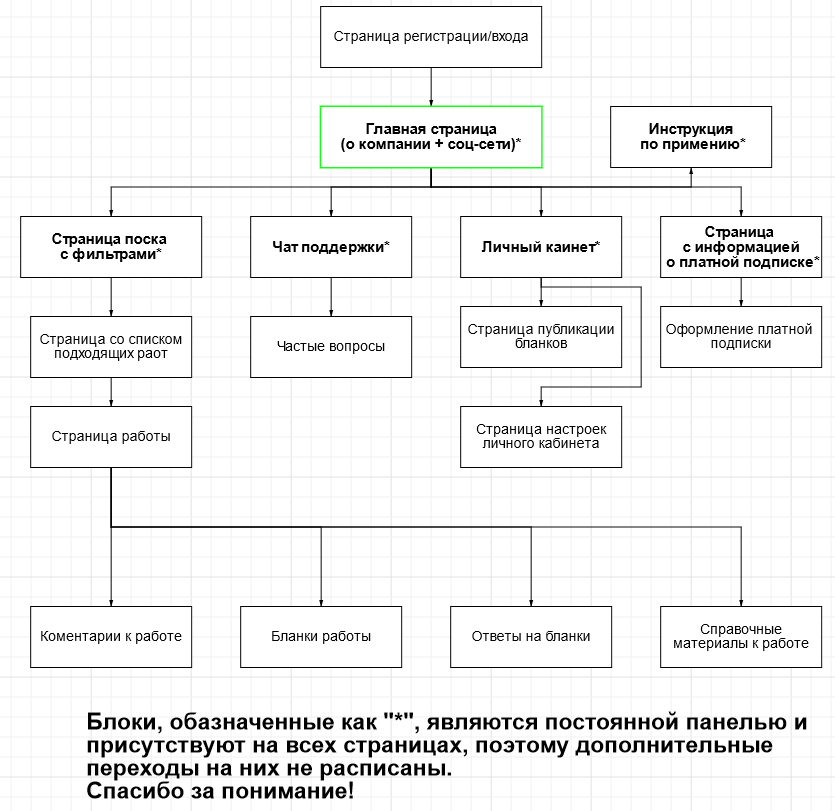 Страница регистрации/входа
Главная страница
(о компании + соц-сети)*
Инструкция
по примению*
Страница поска
с фильтрами*
Чат поддержки*
Личный каинет*
Страница
с информацией
о платной подписке*
Страница со списком
подходящих раот
Частые вопросы
Страница публикации
бланков
Оформление платной
подписки
Страница работы
Страница настроек
личного кабинета
Коментарии к работе
Бланки работы
Ответы на бланки
Справочные
материалы к работе
Блоки, обазначенные как "*", являются постоянной панелью и
присутствуют на всех страницах, поэтому дополнительные
переходы на них не расписаны.
Спасибо за понимание!